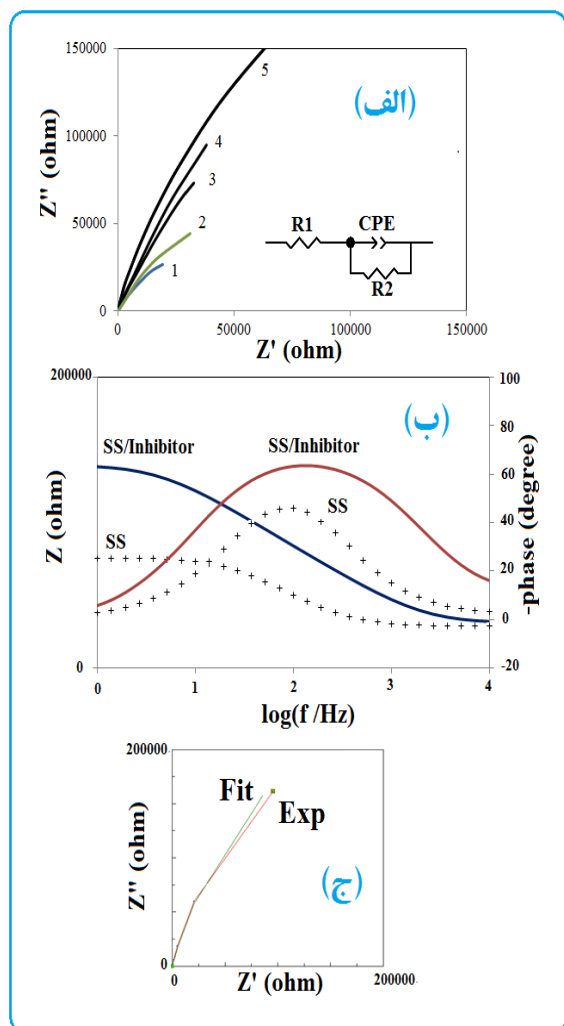 (الف)
150000
100000
50000
0
Z'' (ohm)
5
4
3
2
1
R1
CPE
R2
0
50000
100000
150000
Z' (ohm)
(ب)
200000
0
Z (ohm)
SS/Inhibitor
SS/Inhibitor
SS
SS
100
80
60
40
20
0
-20
-phase (degree)
0
1
2
3
4
log(f /Hz)
200000
Z'' (ohm)
0
Fit
Exp
(ج)
0
200000
Z' (ohm)